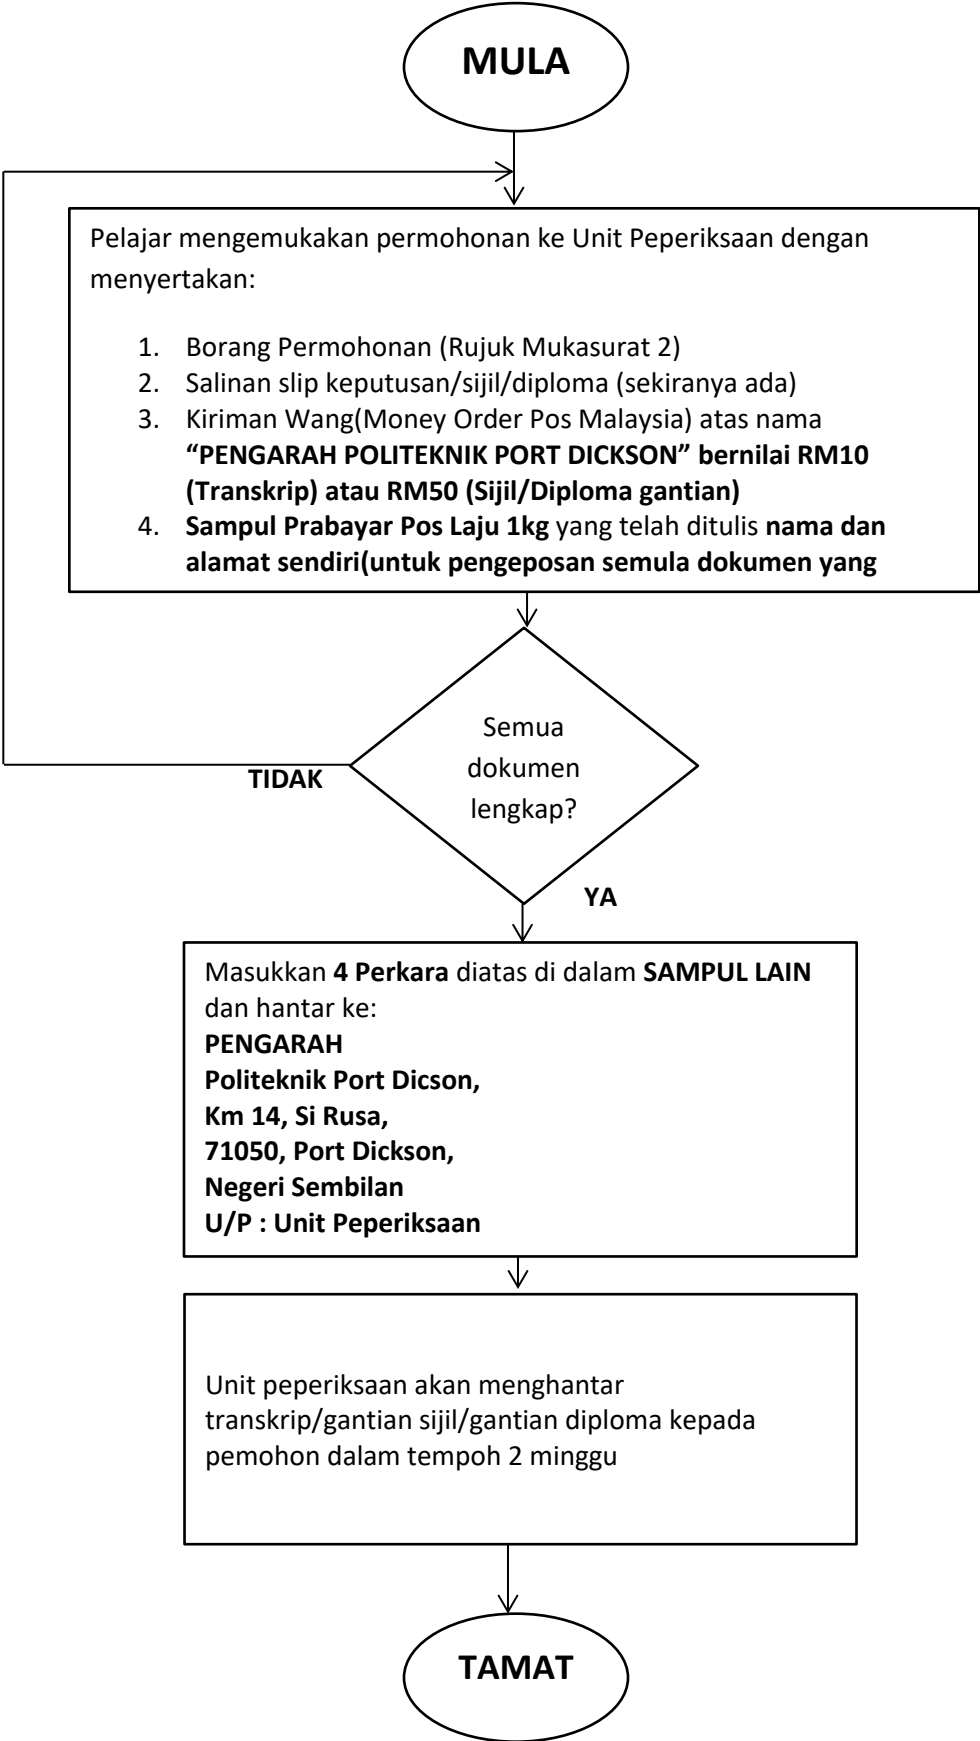 MULA
Pelajar mengemukakan permohonan ke Unit Peperiksaan dengan
menyertakan:
1. Borang Permohonan (Rujuk Mukasurat 2)
2. Salinan slip keputusan/sijil/diploma (sekiranya ada)
3. Kiriman Wang(Money Order Pos Malaysia) atas nama
“PENGARAH POLITEKNIK PORT DICKSON” bernilai RM10
(Transkrip) atau RM50 (Sijil/Diploma gantian)
4. Sampul Prabayar Pos Laju 1kg yang telah ditulis nama dan
alamat sendiri(untuk pengeposan semula dokumen yang
Semua
dokumen
lengkap?
TIDAK
YA
Masukkan 4 Perkara diatas di dalam SAMPUL LAIN
dan hantar ke:
PENGARAH
Politeknik Port Dicson,
Km 14, Si Rusa,
71050, Port Dickson,
Negeri Sembilan
U/P : Unit Peperiksaan
Unit peperiksaan akan menghantar
transkrip/gantian sijil/gantian diploma kepada
pemohon dalam tempoh 2 minggu
TAMAT